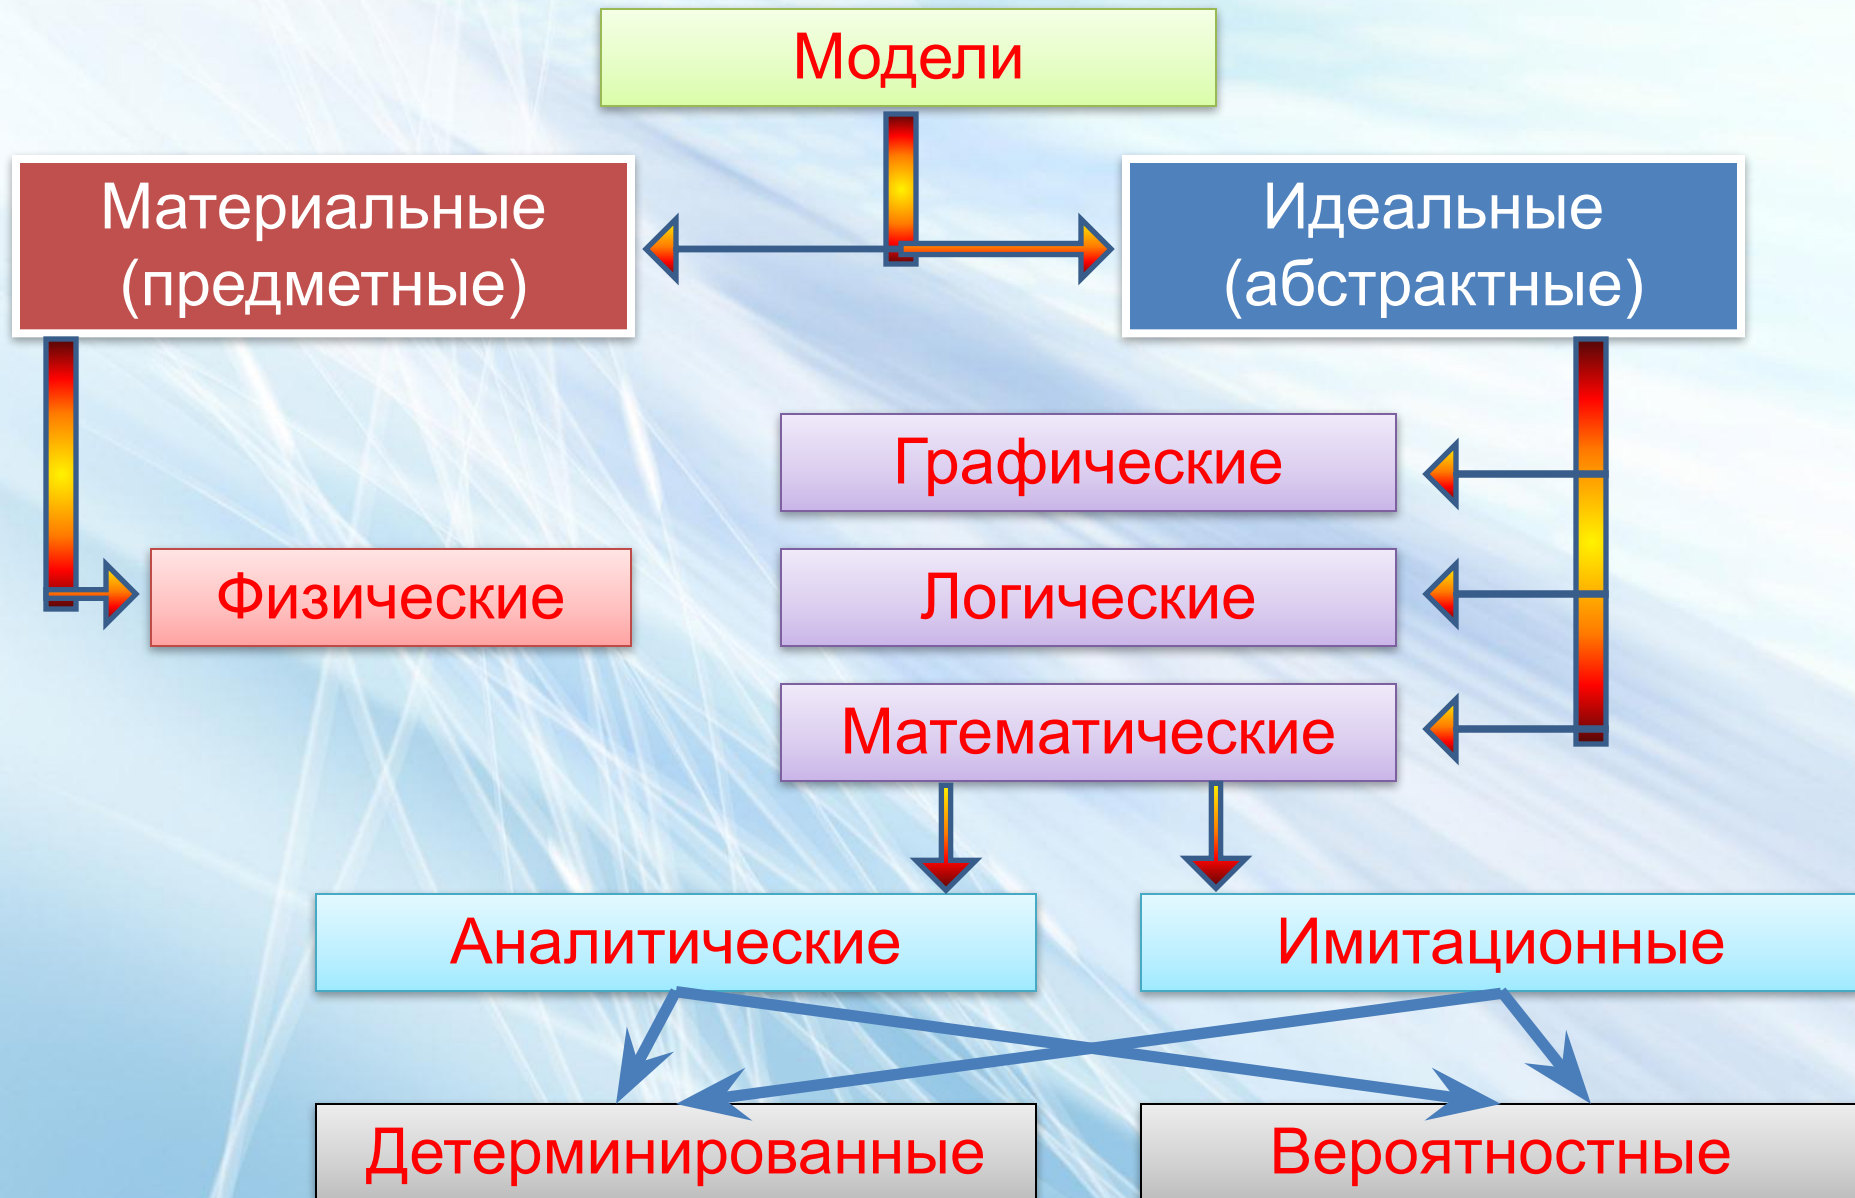 Модели
Материальные
(предметные)
Идеальные
(абстрактные)
Графические
Физические
Логические
Математические
Аналитические
Имитационные
Детерминированные
Вероятностные